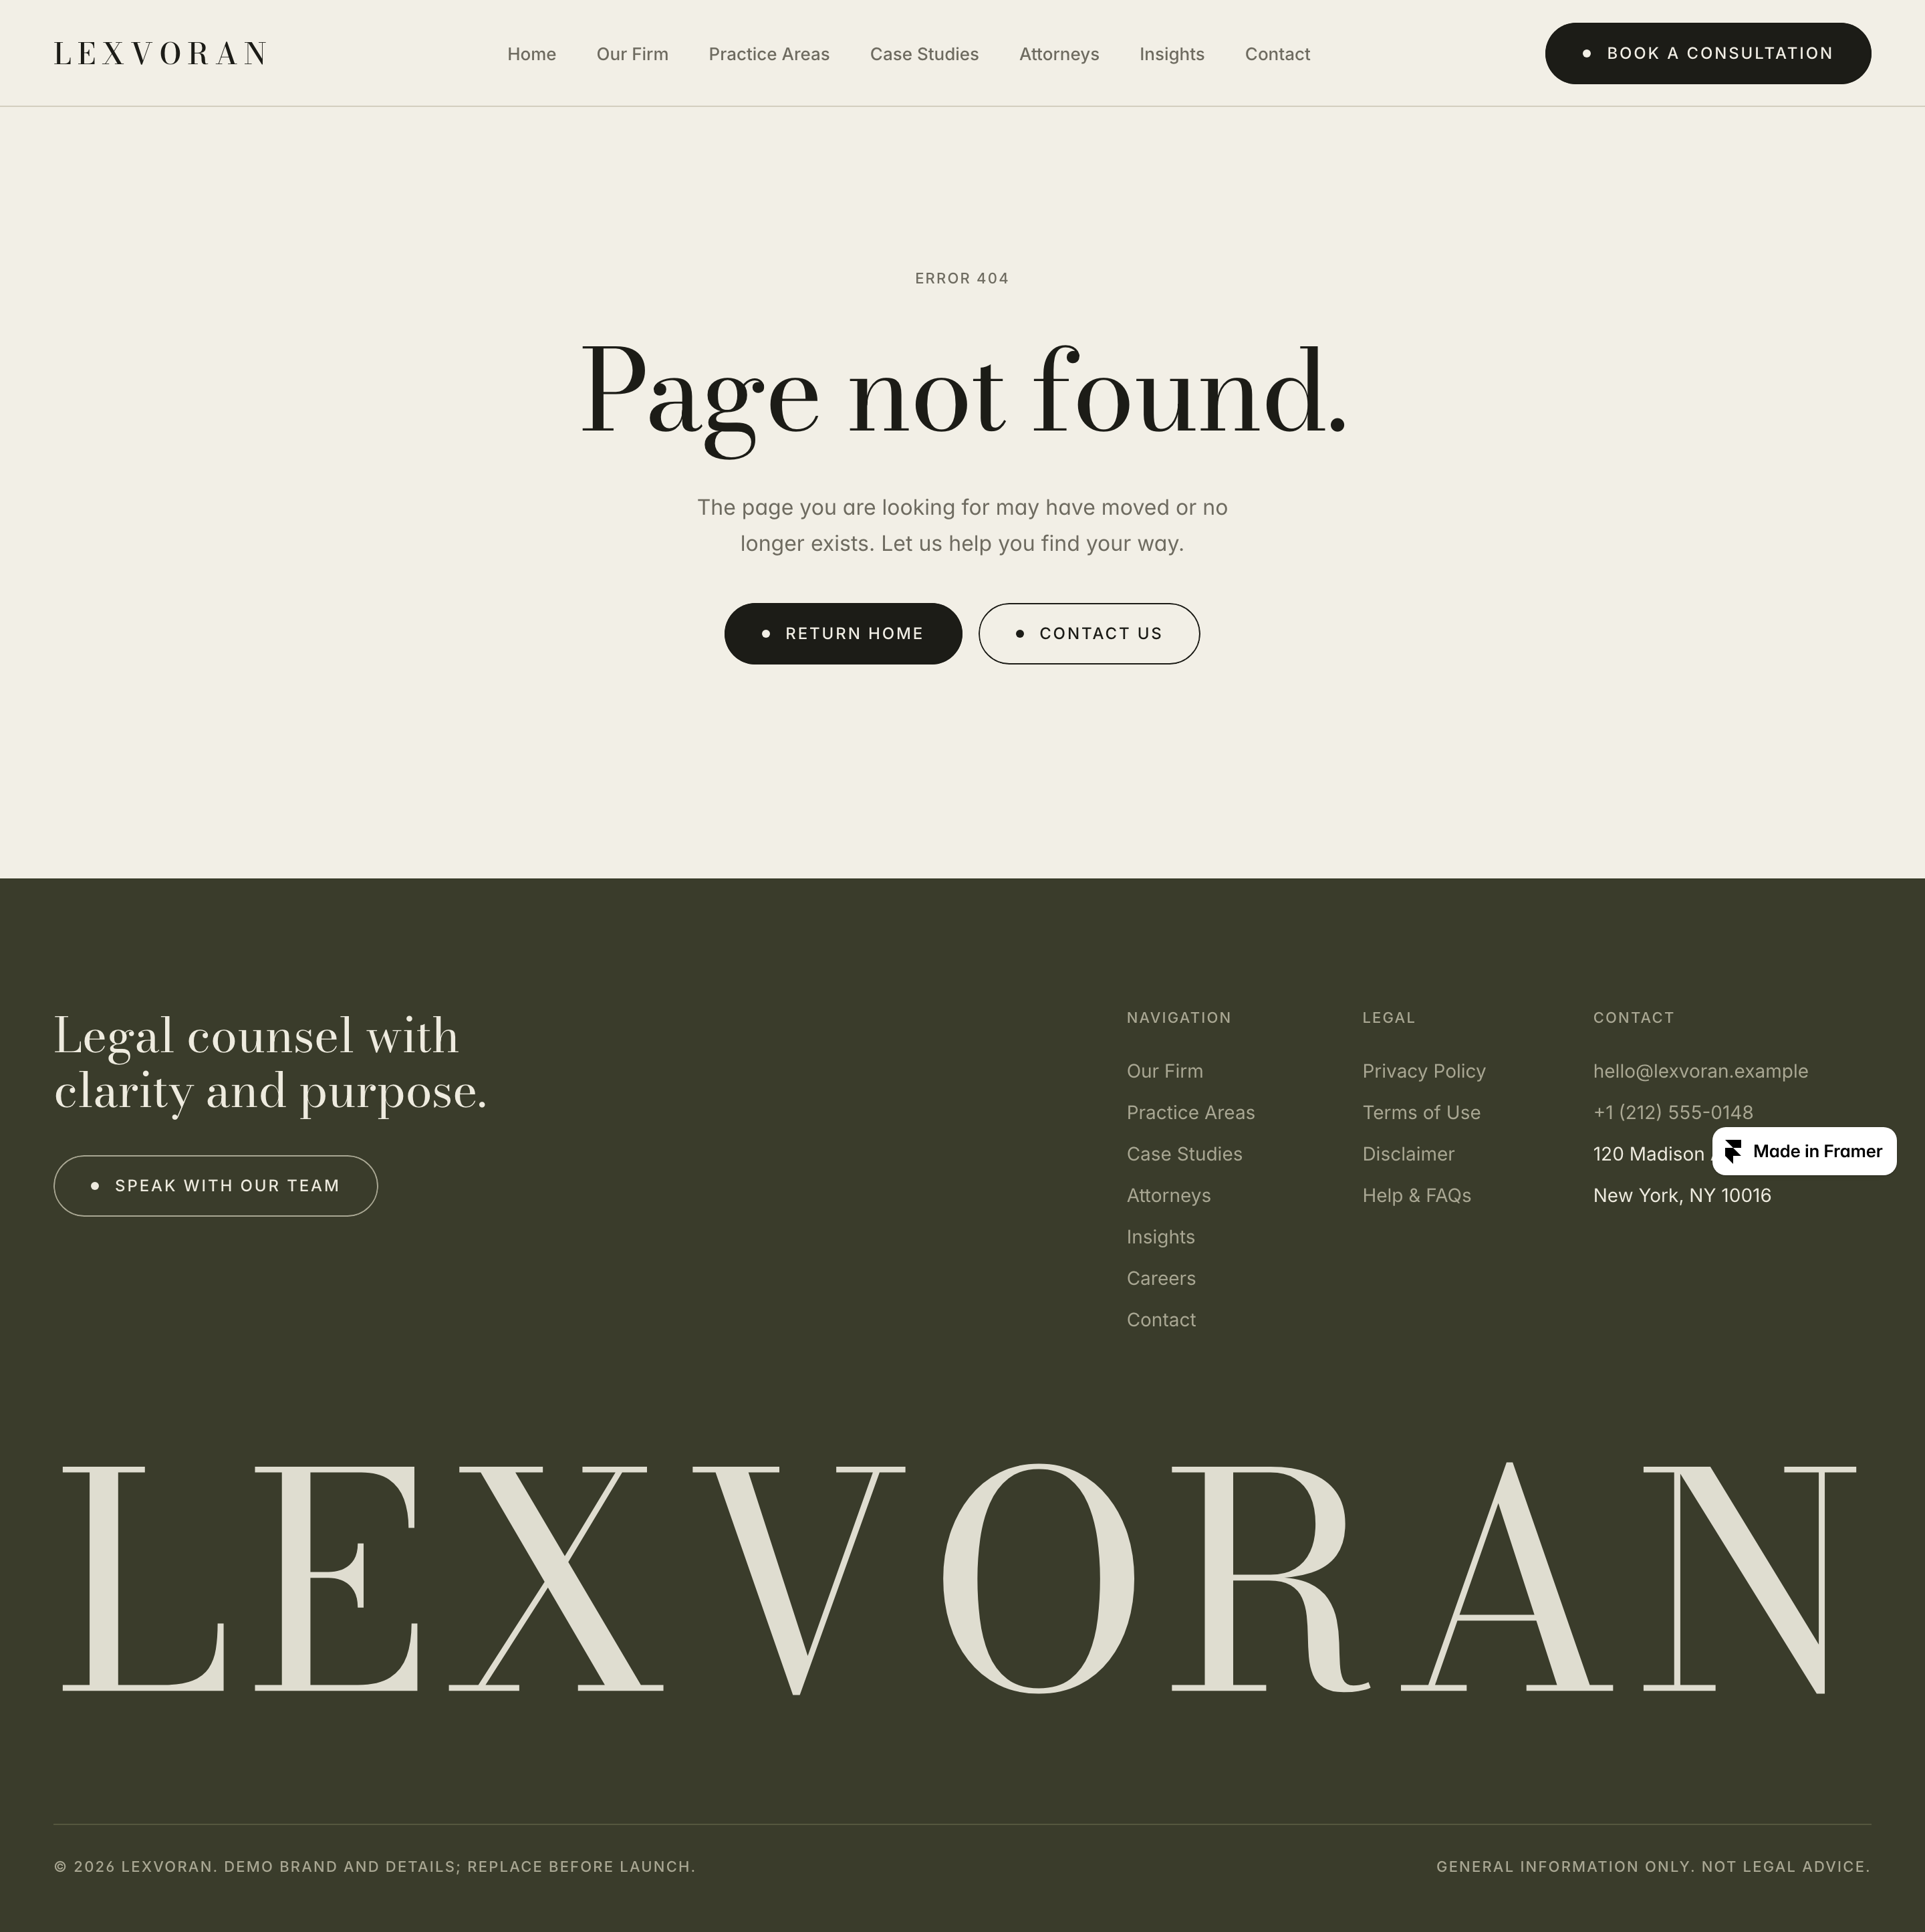 LEXVORAN
Home
Our Firm
Practice Areas
Case Studies
Attorneys
Insights
Contact
BOOK A CONSULTATION
ERROR 404
Page not found.
The page you are looking for may have moved or no
longer exists. Let us help you find your way.
RETURN HOME
CONTACT US
Legal counsel with
clarity and purpose.
SPEAK WITH OUR TEAM
NAVIGATION
Our Firm
Practice Areas
Case Studies
Attorneys
Insights
Careers
Contact
LEGAL
Privacy Policy
Terms of Use
Disclaimer
Help & FAQs
CONTACT
hello@lexvoran.example
+1 (212) 555-0148
120 Madison
New York, NY 10016
Made in Framer
LEXVORAN
© 2026 LEXVORAN. DEMO BRAND AND DETAILS; REPLACE BEFORE LAUNCH.
GENERAL INFORMATION ONLY. NOT LEGAL ADVICE.